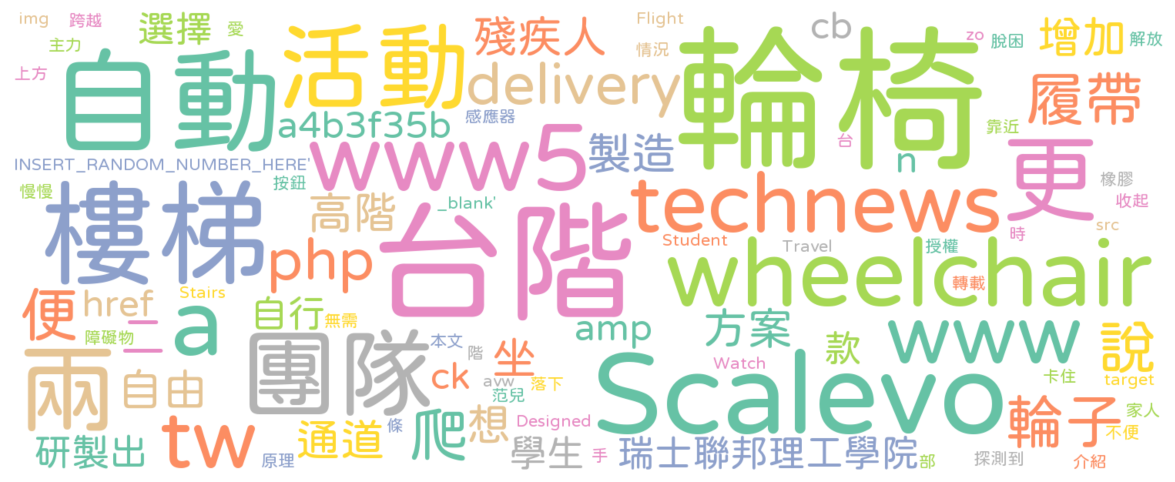 img 跨越 選擇 愛 殘疾人 Flight cb zo 脫困 增加 解放
主力 自動 活動 情況 輪椅
上方 delivery 履帶
a4b3f35b 感應器 台 靠近
INSERT_RANDOM_NUMBER_HERE' www5 製造 n 更 橡膠
慢慢 按鈕 _blank' technews 收起
樓梯 高階 台階 Student Travel 授權 時 src
php wheelchair 轉載
便 href Stairs 自行 無需 amp 方案 www 說
障礙物 二 a 本文 款
兩 自由 團隊 階 坐 Watch Scalevo 卡住 target
ck avw 落下 輪子 家人
tw 條 范兒 Designed 不便
研製出 原理 通道 爬 想 學生 手 瑞士聯邦理工學院 部 探測到 介紹